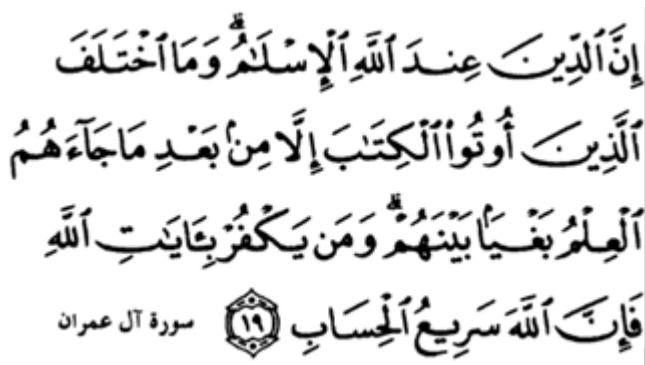 إِنَّ ٱلدِّينَ عِندَ ٱللَّهِ ٱلْإِسْلَٰمُ ۗ وَمَا ٱخْتَلَفَ
ٱلَّذِينَ أُوتُوا۟ ٱلْكِتَٰبَ إِلَّا مِنۢ بَعْدِ مَا جَآءَهُمُ
ٱلْعِلْمُ بَغْيًۢا بَيْنَهُمْ ۗ وَمَن يَكْفُرْ بِـَٔايَٰتِ ٱللَّهِ
فَإِنَّ ٱللَّهَ سَرِيعُ ٱلْحِسَابِ ١٩ سورة آل عمران